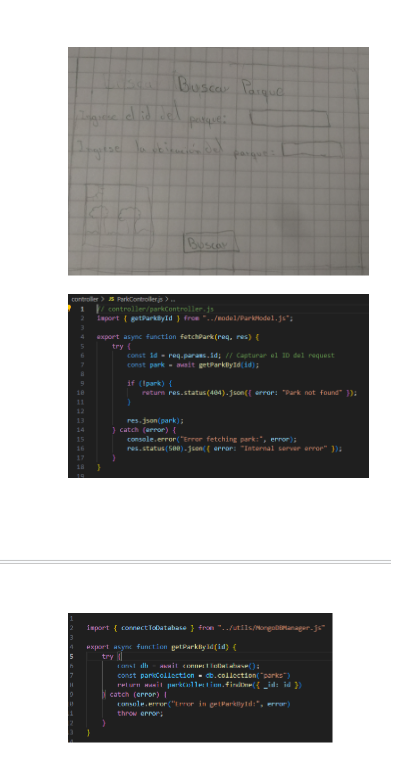 Buscar Parque
Ingrese el id del parque:
Ingrese la ubicación del parque:
Buscar
controller > JS ParkController.js > ...
1 // controller/parkController.js
2 import { getParkById } from "../model/ParkModel.js";
3
4 export async function fetchPark(req, res) {
5 try {
6 const id = req.params.id; // Capturar el ID del request
7 const park = await getParkById(id);
8
9 if (!park) {
10 return res.status(404).json({ error: "Park not found" });
11 }
12
13 res.json(park);
14 } catch (error) {
15 console.error("Error fetching park:", error);
16 res.status(500).json({ error: "Internal server error" });
17 }
18 }
19
1
2 import { connectToDatabase } from "../utils/MongoDBManager.js"
3
4 export async function getParkById(id) {
5 try {
6 const db = await connectToDatabase();
7 const parkCollection = db.collection("parks")
8 return await parkCollection.findOne({ _id: id })
9 } catch (error) {
0 console.error("Error in getParkById:", error)
11 throw error;
2 }
3 }